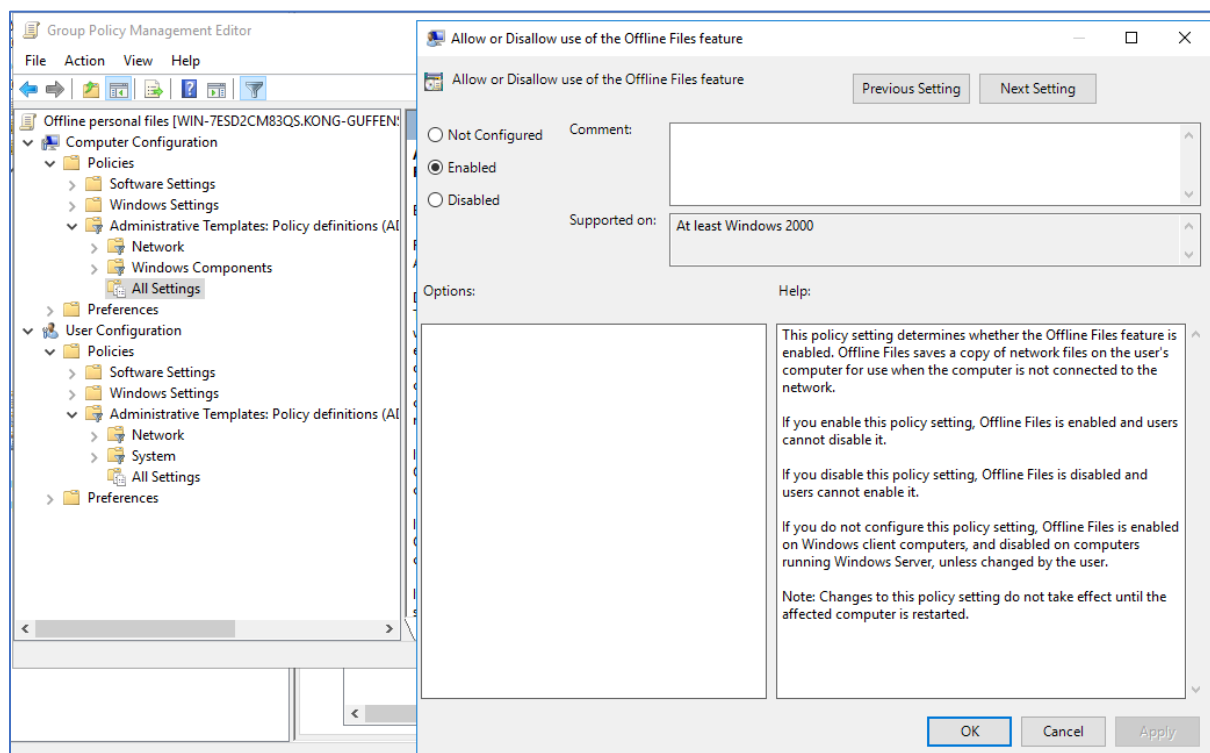 Group Policy Management Editor
File Action View Help
Offline personal files [WIN-7ESD2CM83QS.KONG-GUFFENS
Computer Configuration
Policies
Software Settings
Windows Settings
Administrative Templates: Policy definitions (AD
Network
Windows Components
All Settings
Preferences
User Configuration
Policies
Software Settings
Windows Settings
Administrative Templates: Policy definitions (AD
Network
System
All Settings
Preferences
Allow or Disallow use of the Offline Files feature
Allow or Disallow use of the Offline Files feature
Previous Setting Next Setting
Not Configured
Enabled
Disabled
Comment:
Supported on:
At least Windows 2000
Options:
Help:
This policy setting determines whether the Offline Files feature is
enabled. Offline Files saves a copy of network files on the user's
computer for use when the computer is not connected to the
network.
If you enable this policy setting, Offline Files is enabled and users
cannot disable it.
If you disable this policy setting, Offline Files is disabled and
users cannot enable it.
If you do not configure this policy setting, Offline Files is enabled
on Windows client computers, and disabled on computers
running Windows Server, unless changed by the user.
Note: Changes to this policy setting do not take effect until the
affected computer is restarted.
OK Cancel Apply